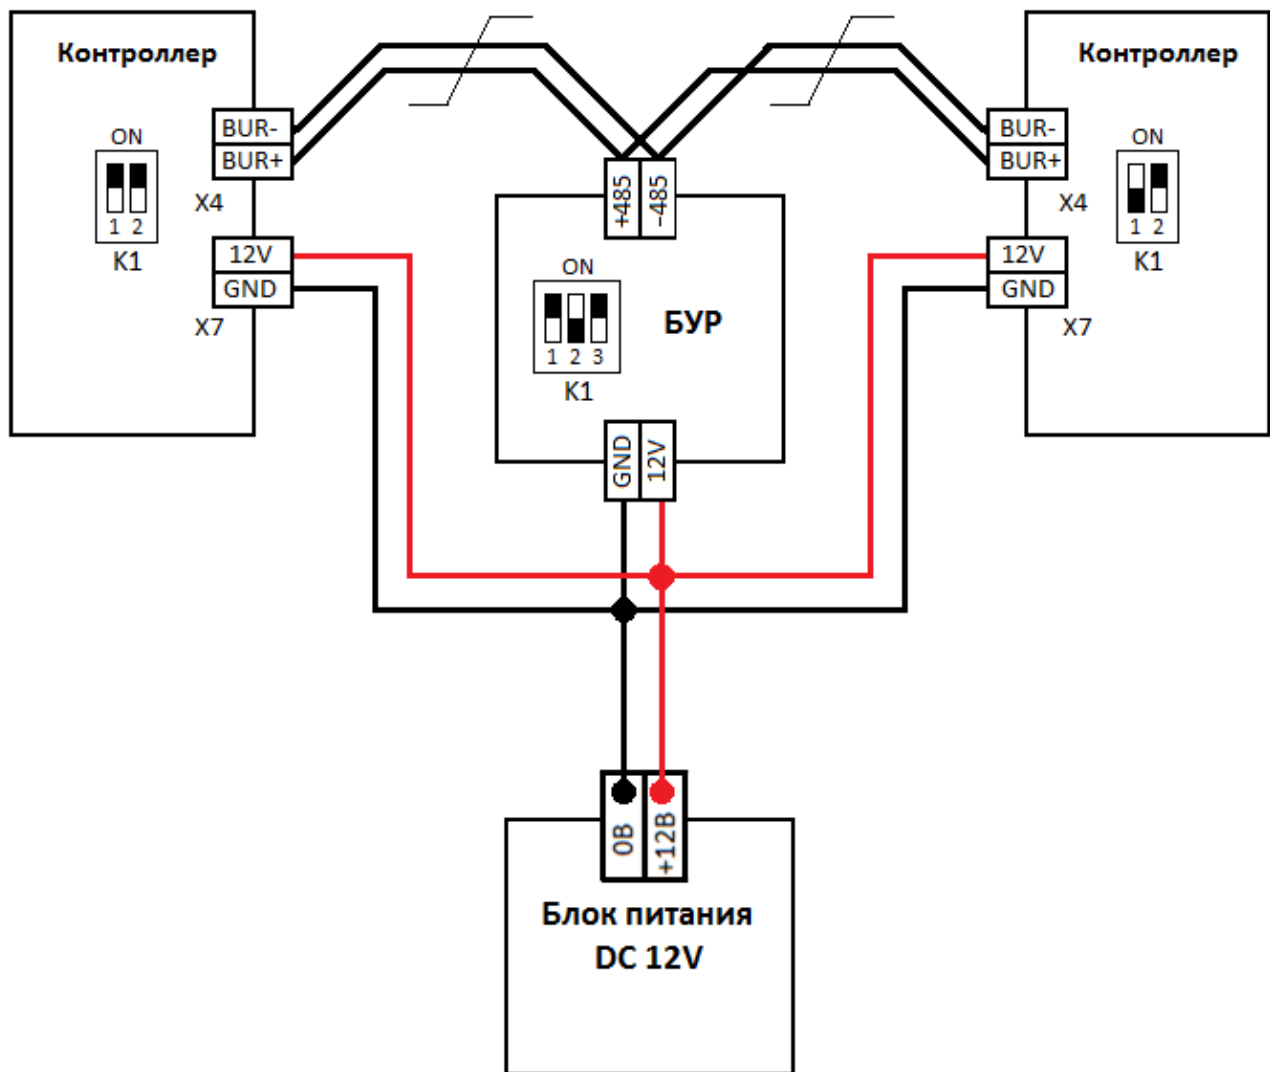 Контроллер
BUR-
BUR+
X4
ON
1 2
K1
12V
GND
X7
+485
-485
ON
1 2 3
K1
БУР
GND
12V
Контроллер
BUR-
BUR+
X4
ON
1 2
K1
12V
GND
X7
0В
+12В
Блок питания
DC 12V